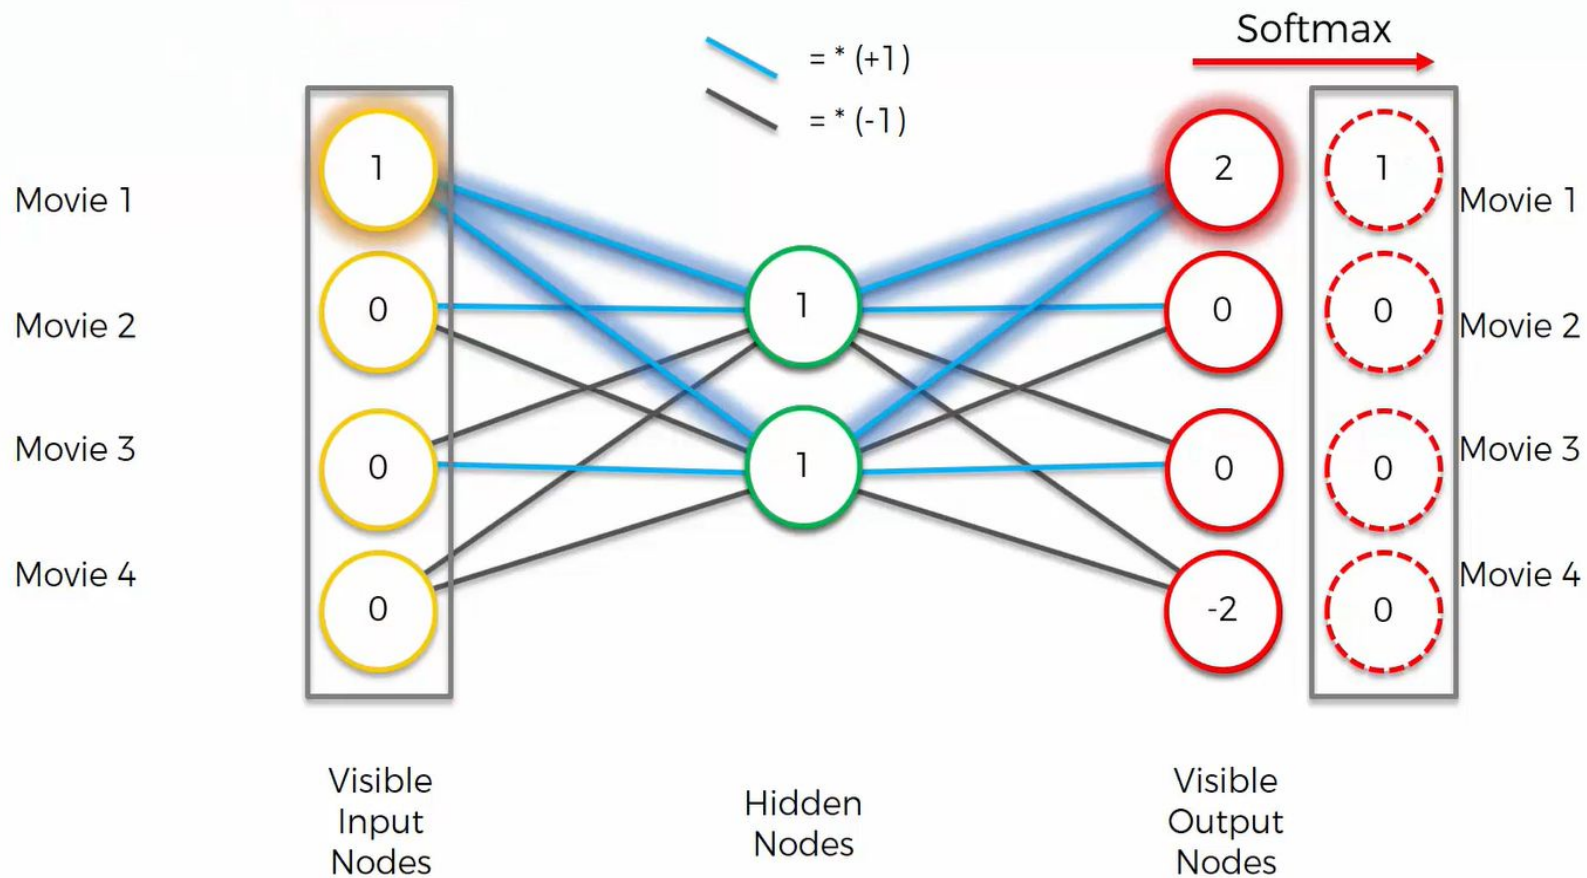 Softmax
= * (+1)
= * (-1)
1
2
1
Movie 1
Movie 1
0
1
0
0
Movie 2
Movie 2
0
1
0
0
Movie 3
Movie 3
0
-2
0
Movie 4
Movie 4
Visible
Input
Nodes
Hidden
Nodes
Visible
Output
Nodes